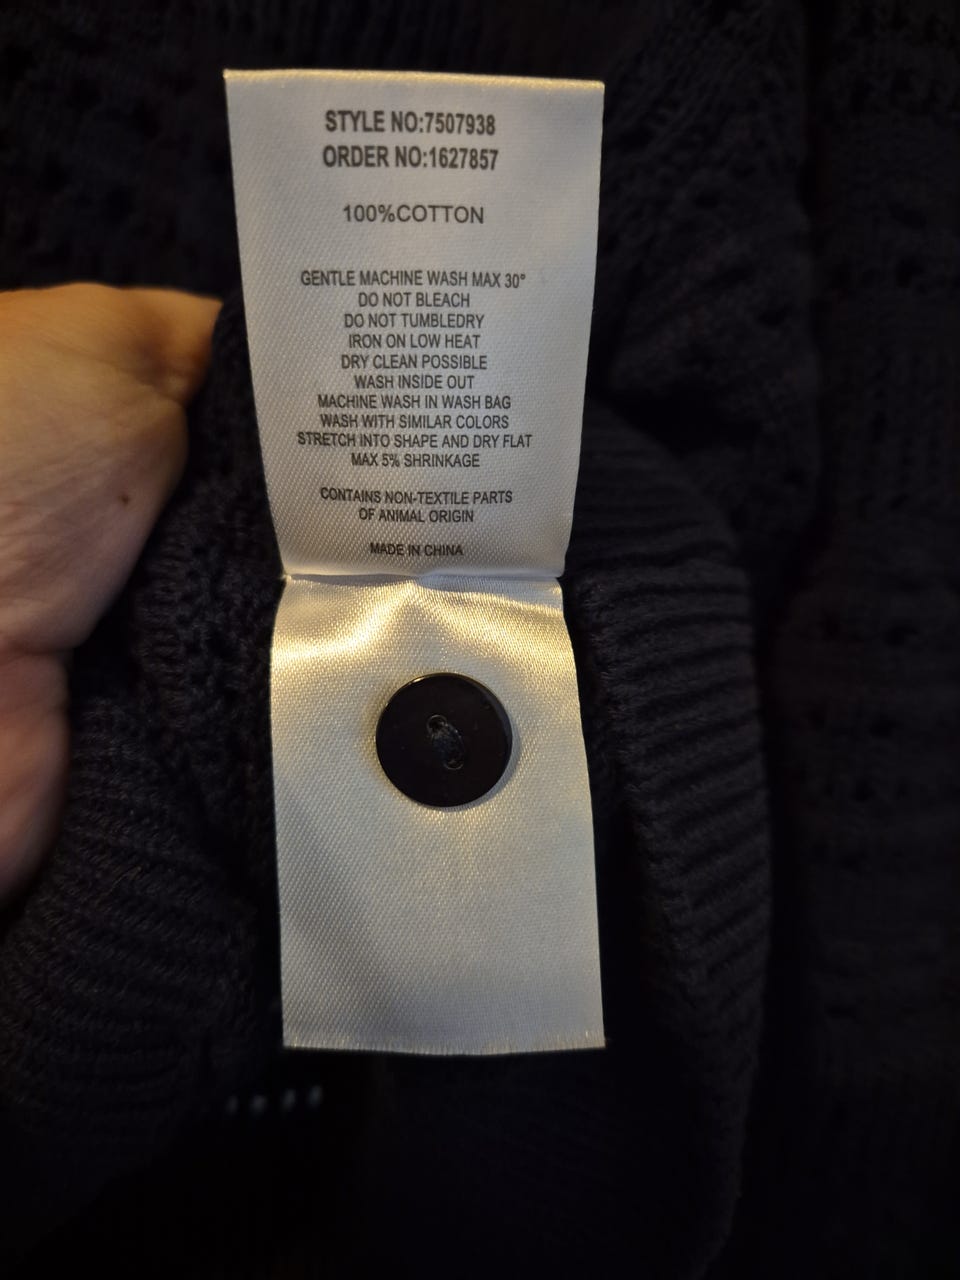 STYLE NO:7507938
ORDER NO:1627857
100%COTTON
GENTLE MACHINE WASH MAX 30°
DO NOT BLEACH
DO NOT TUMBLEDRY
IRON ON LOW HEAT
DRY CLEAN POSSIBLE
WASH INSIDE OUT
MACHINE WASH IN WASH BAG
WASH WITH SIMILAR COLORS
STRETCH INTO SHAPE AND DRY FLAT
MAX 5% SHRINKAGE
CONTAINS NON-TEXTILE PARTS
OF ANIMAL ORIGIN
MADE IN CHINA